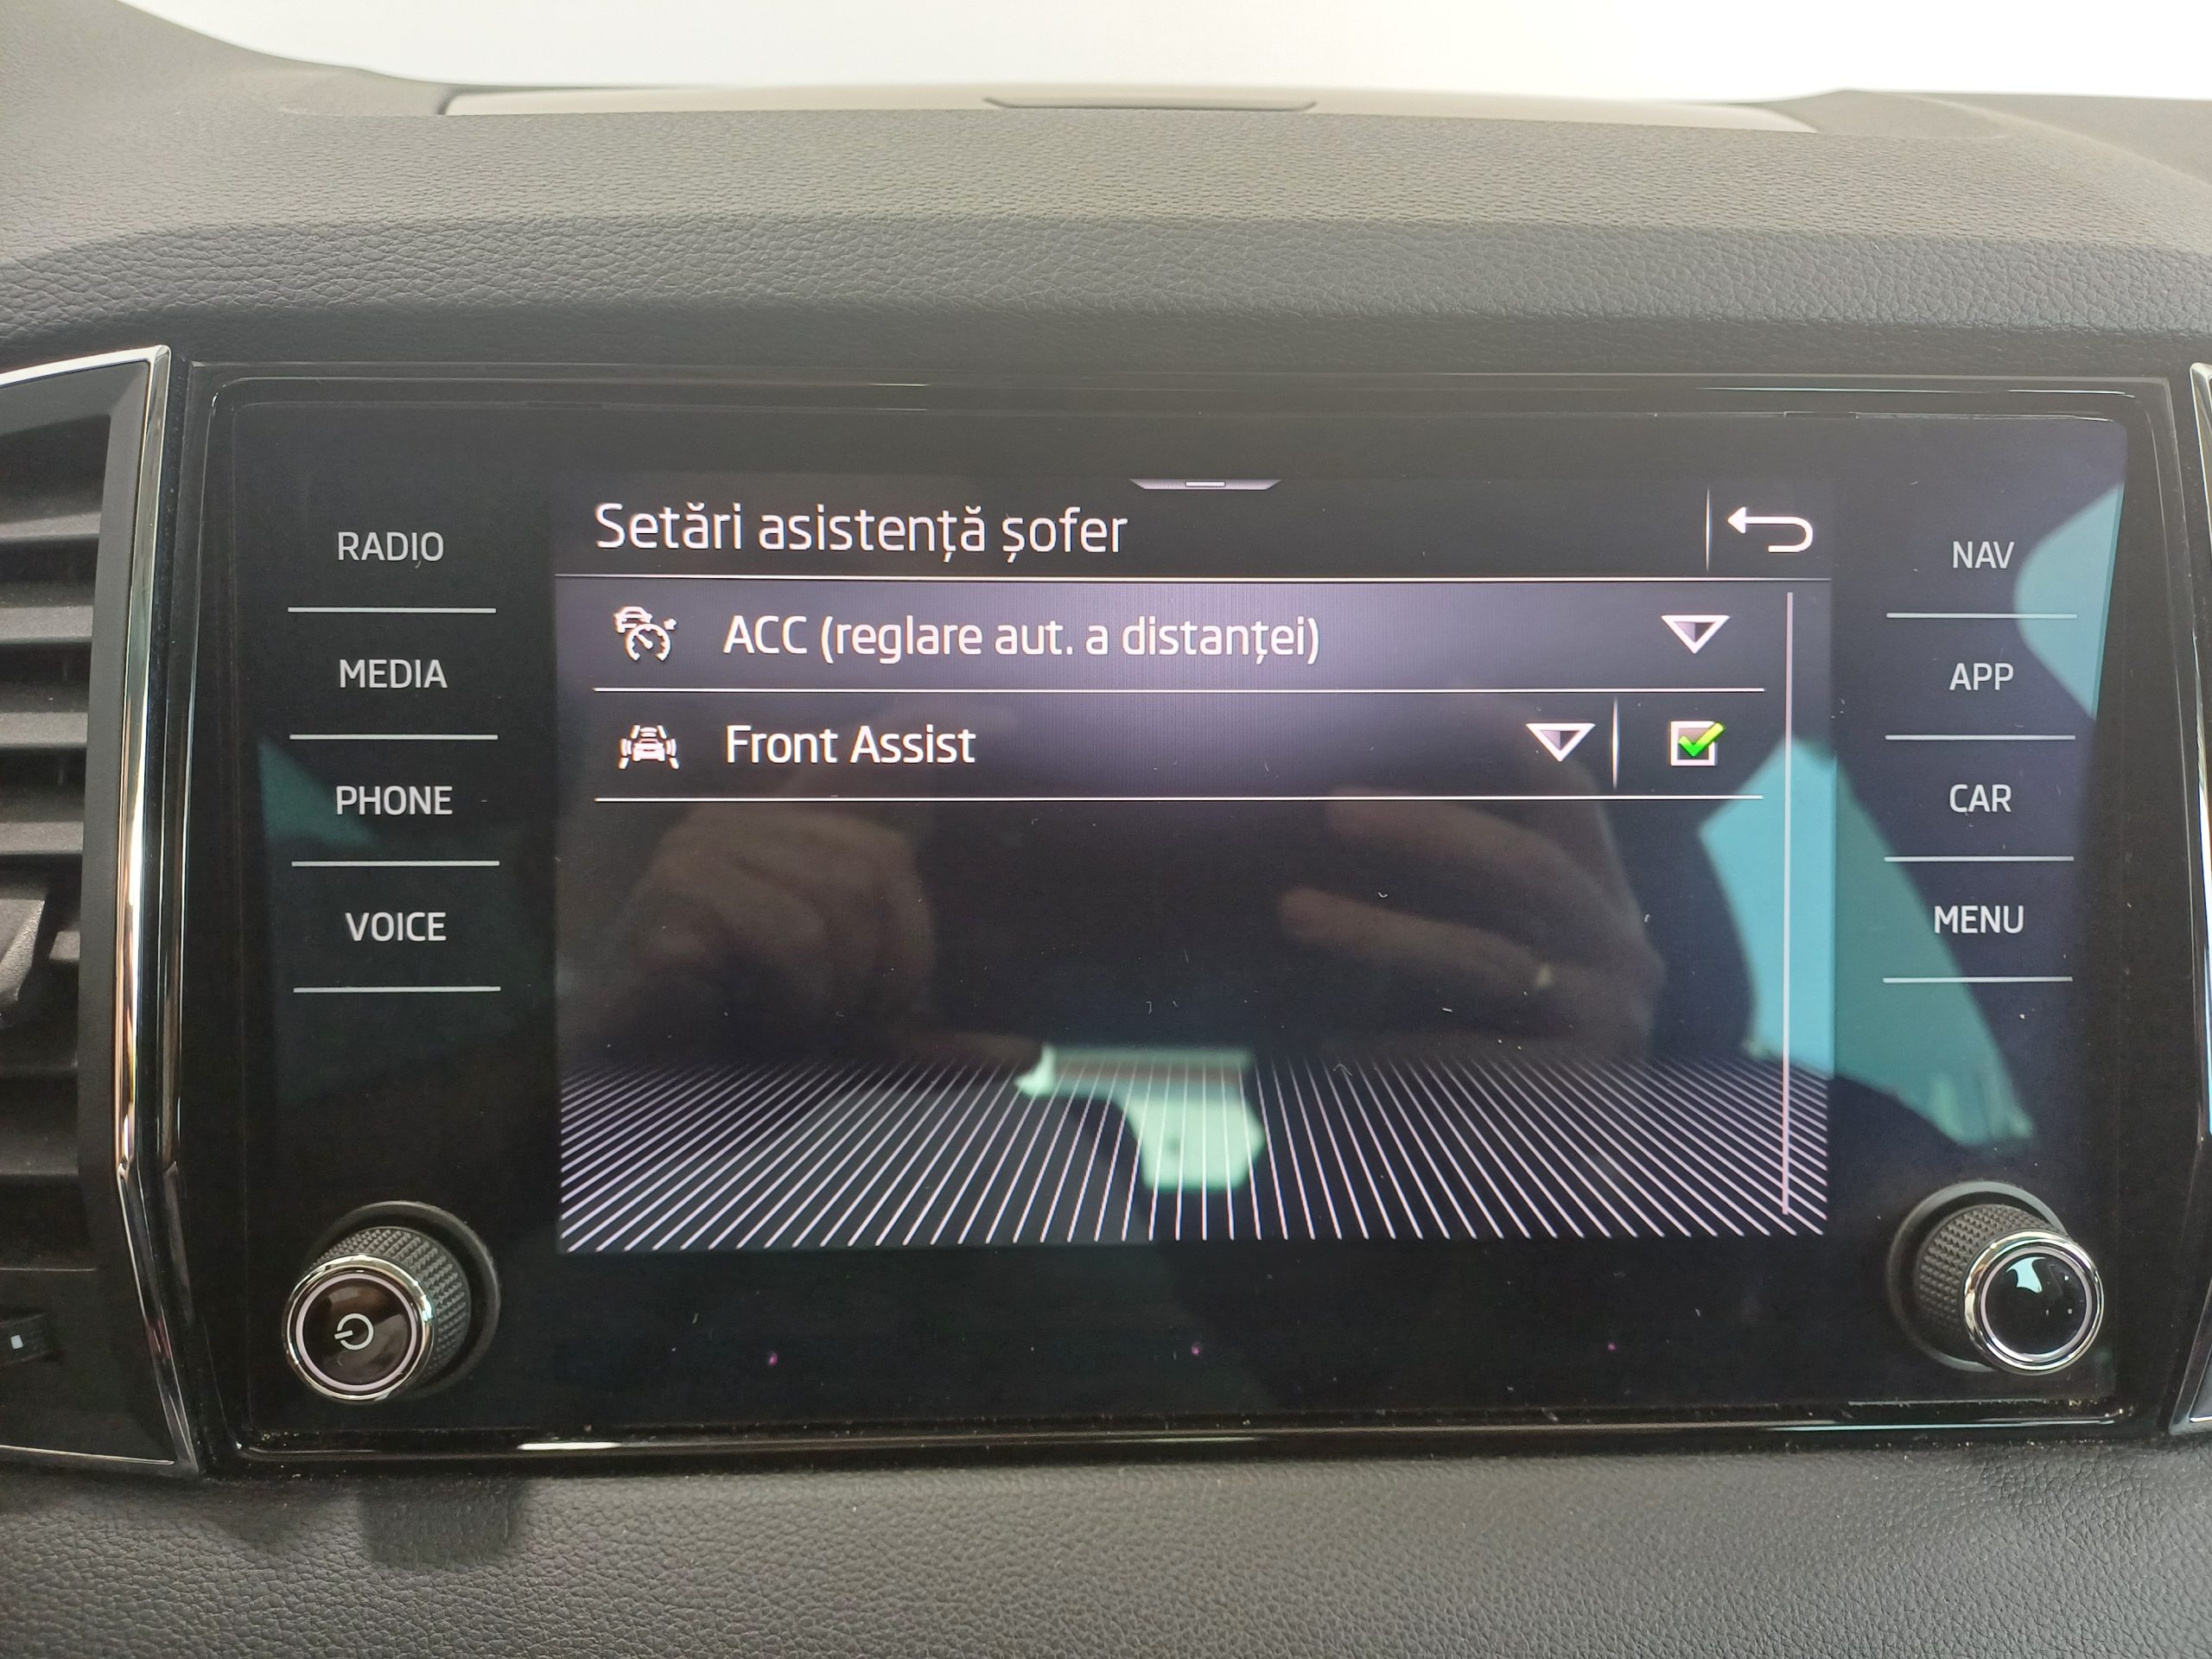 RADIO
MEDIA
PHONE
VOICE
Setări asistență șofer
ACC (reglare aut. a distanței)
Front Assist
NAV
APP
CAR
MENU